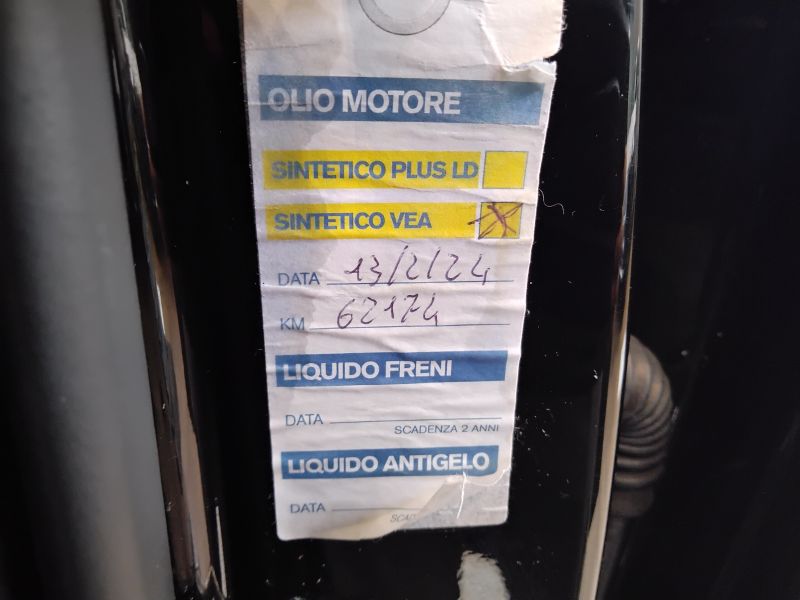 OLIO MOTORE
SINTETICO PLUS LD
SINTETICO VEA
DATA 13/2/24
KM 62174
LIQUIDO FRENI
DATA
SCADENZA 2 ANNI
LIQUIDO ANTIGELO
DATA